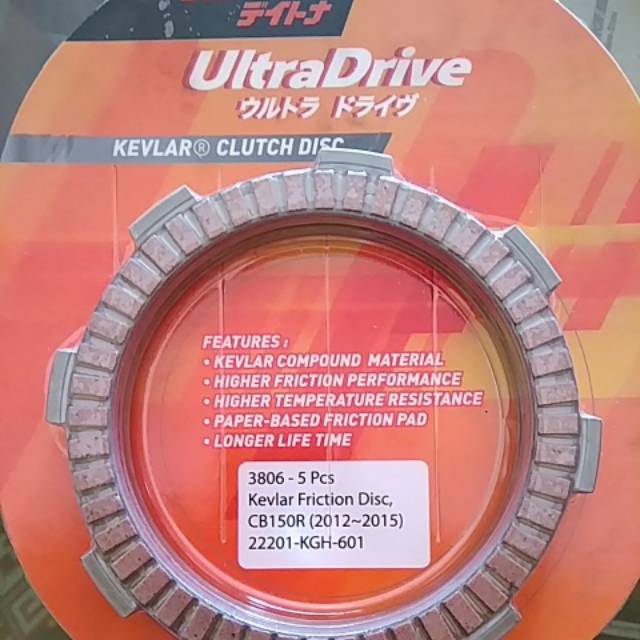 デイトナ
UltraDrive
ウルトラ ドライヴ
KEVLAR® CLUTCH DISC
FEATURES :
• KEVLAR COMPOUND MATERIAL
• HIGHER FRICTION PERFORMANCE
• HIGHER TEMPERATURE RESISTANCE
• PAPER-BASED FRICTION PAD
• LONGER LIFE TIME
3806 - 5 Pcs
Kevlar Friction Disc,
CB150R (2012~2015)
22201-KGH-601